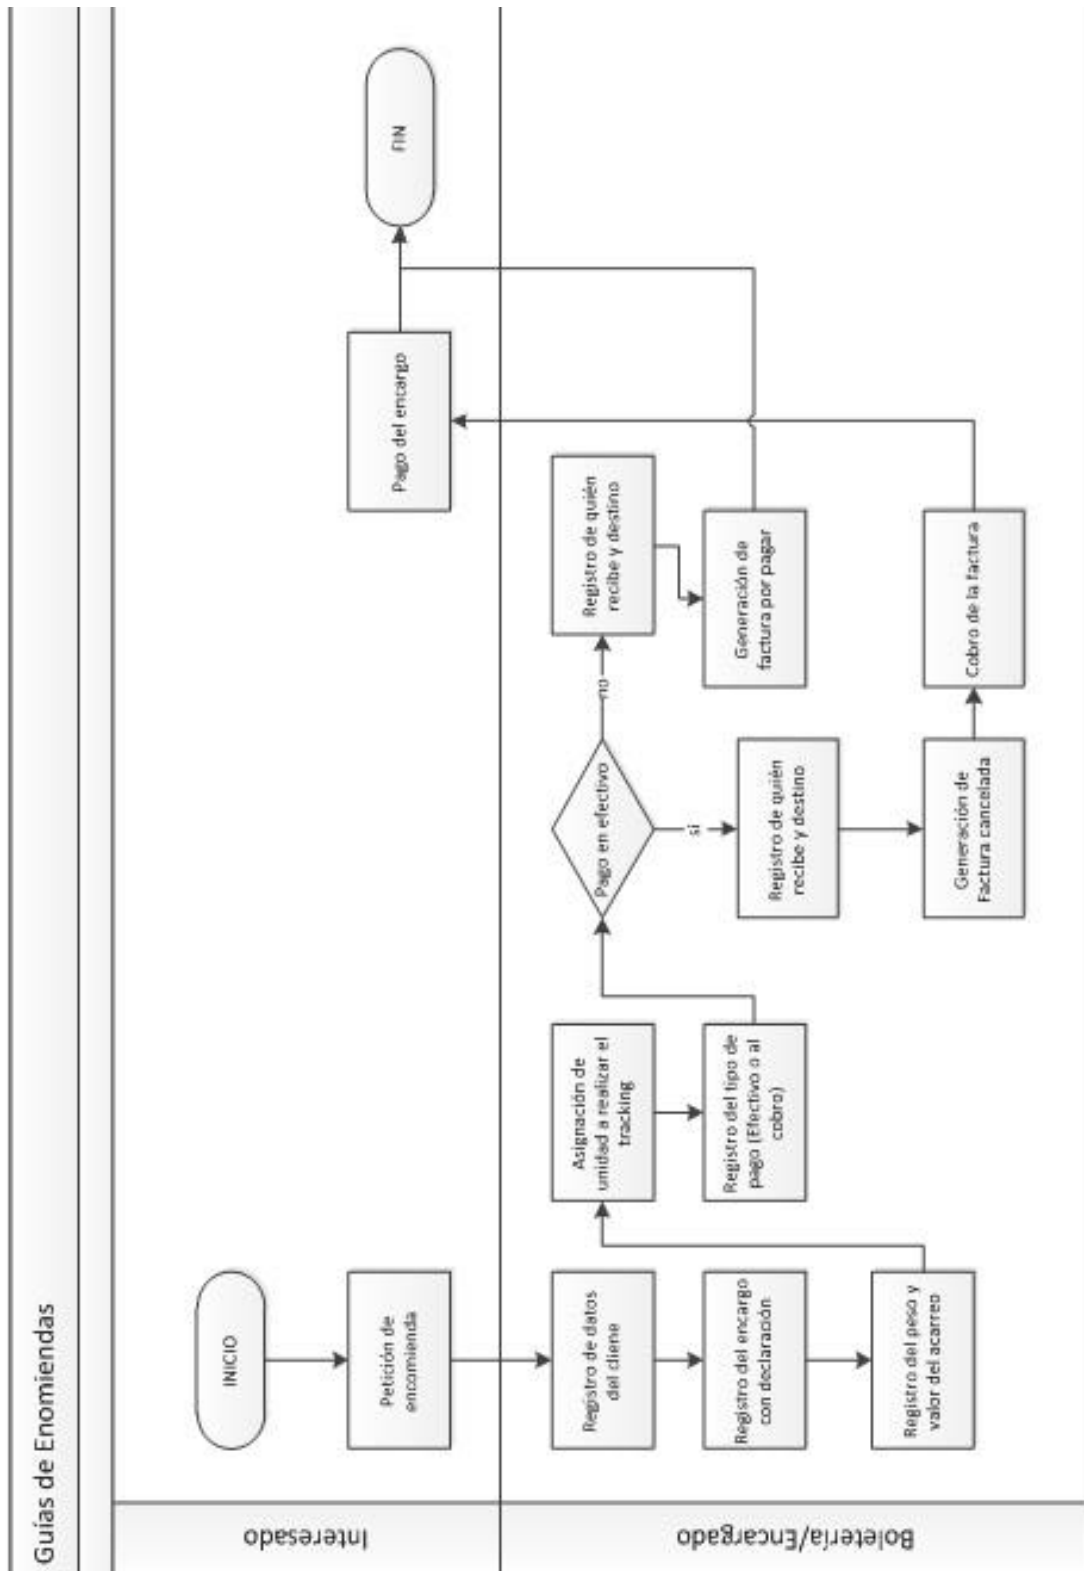 Guías de Enomiendas
Interesado
Boletería/Encargado
INICIO
Petición de
encomienda
Registro de datos
del cliene
Registro del encargo
con declaración
Registro del peso y
valor del acarreo
Asignación de
unidad a realizar el
tracking
Registro del tipo de
pago (Efectivo o al
cobro)
Pago en efectivo
si
no
Registro de quién
recibe y destino
Generación de
Factura cancelada
Registro de quién
recibe y destino
Generación de
factura por pagar
Cobro de la factura
Pago del encargo
FIN